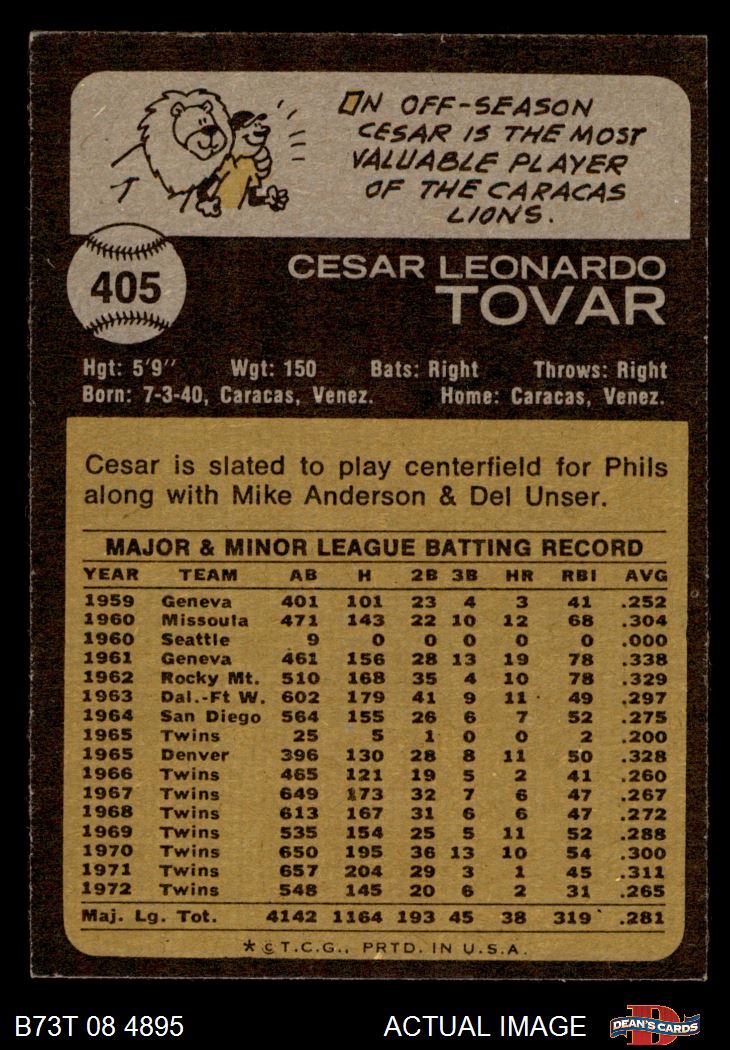 IN OFF-SEASON
CESAR IS THE MOST
VALUABLE PLAYER
OF THE CARACAS
LIONS.
405
CESAR LEONARDO
TOVAR
Hgt: 5'9" Wgt: 150 Bats: Right Throws: Right
Born: 7-3-40, Caracas, Venez. Home: Caracas, Venez.
Cesar is slated to play centerfield for Phils
along with Mike Anderson & Del Unser.
MAJOR & MINOR LEAGUE BATTING RECORD
YEAR TEAM AB H 2B 3B HR RBI AVG
1959 Geneva 401 101 23 4 3 41 .252
1960 Missoula 471 143 22 10 12 68 .304
1960 Seattle 9 0 0 0 0 0 .000
1961 Geneva 461 156 28 13 19 78 .338
1962 Rocky Mt. 510 168 35 4 10 78 .329
1963 Dal.-Ft W. 602 179 41 9 11 49 .297
1964 San Diego 564 155 26 6 7 52 .275
1965 Twins 25 5 1 0 0 2 .200
1965 Denver 396 130 28 8 11 50 .328
1966 Twins 465 121 19 5 2 41 .260
1967 Twins 649 173 32 7 6 47 .267
1968 Twins 613 167 31 6 6 47 .272
1969 Twins 535 154 25 5 11 52 .288
1970 Twins 650 195 36 13 10 54 .300
1971 Twins 657 204 29 3 1 45 .311
1972 Twins 548 145 20 6 2 31 .265
Maj. Lg. Tot. 4142 1164 193 45 38 319 .281
* © T.C.G., PRTD. IN U.S.A.
B73T 08 4895 ACTUAL IMAGE
DEAN'S CARDS